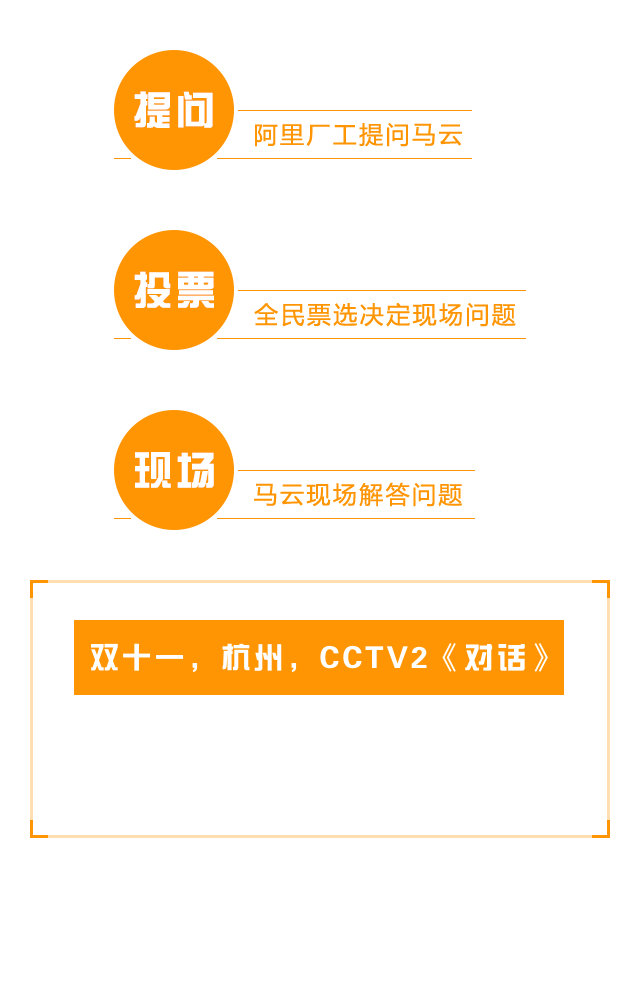 提问
阿里厂工提问马云
投票
全民票选决定现场问题
现场
马云现场解答问题
双十一，杭州，CCTV2《对话》